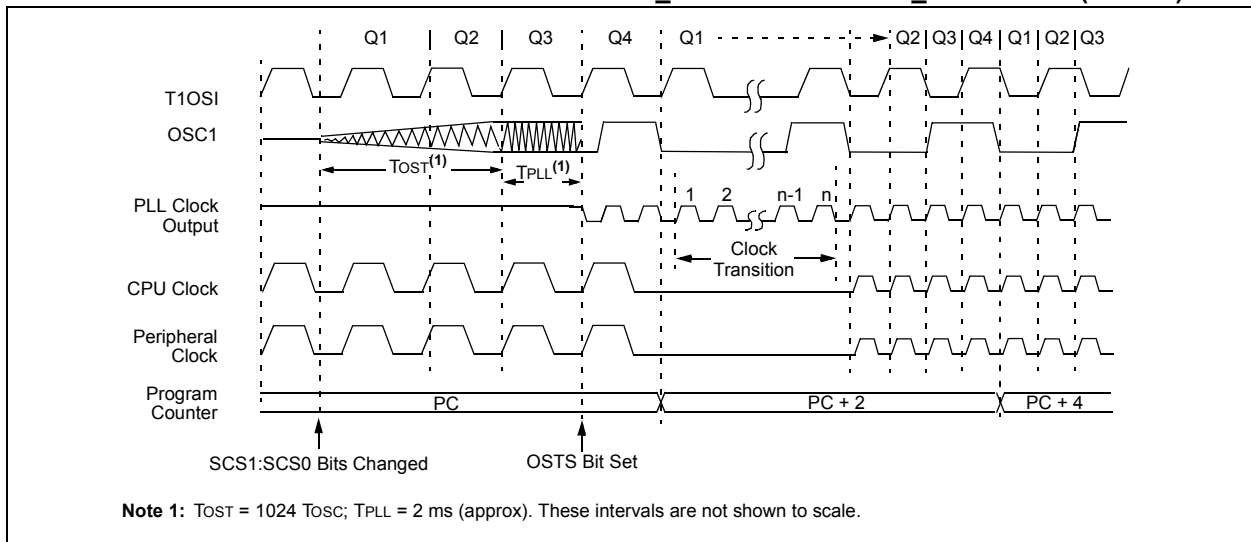 Q1 Q2 Q3 Q4 Q1 Q2 Q3 Q4 Q1 Q2 Q3
T1OSI
OSC1
TOST(1) TPLL(1)
1 2 n-1 n
PLL Clock
Output
Clock
Transition
CPU Clock
Peripheral
Clock
Program
Counter
PC PC + 2 PC + 4
SCS1:SCS0 Bits Changed OSTS Bit Set
Note 1: TOST = 1024 TOSC; TPLL = 2 ms (approx). These intervals are not shown to scale.